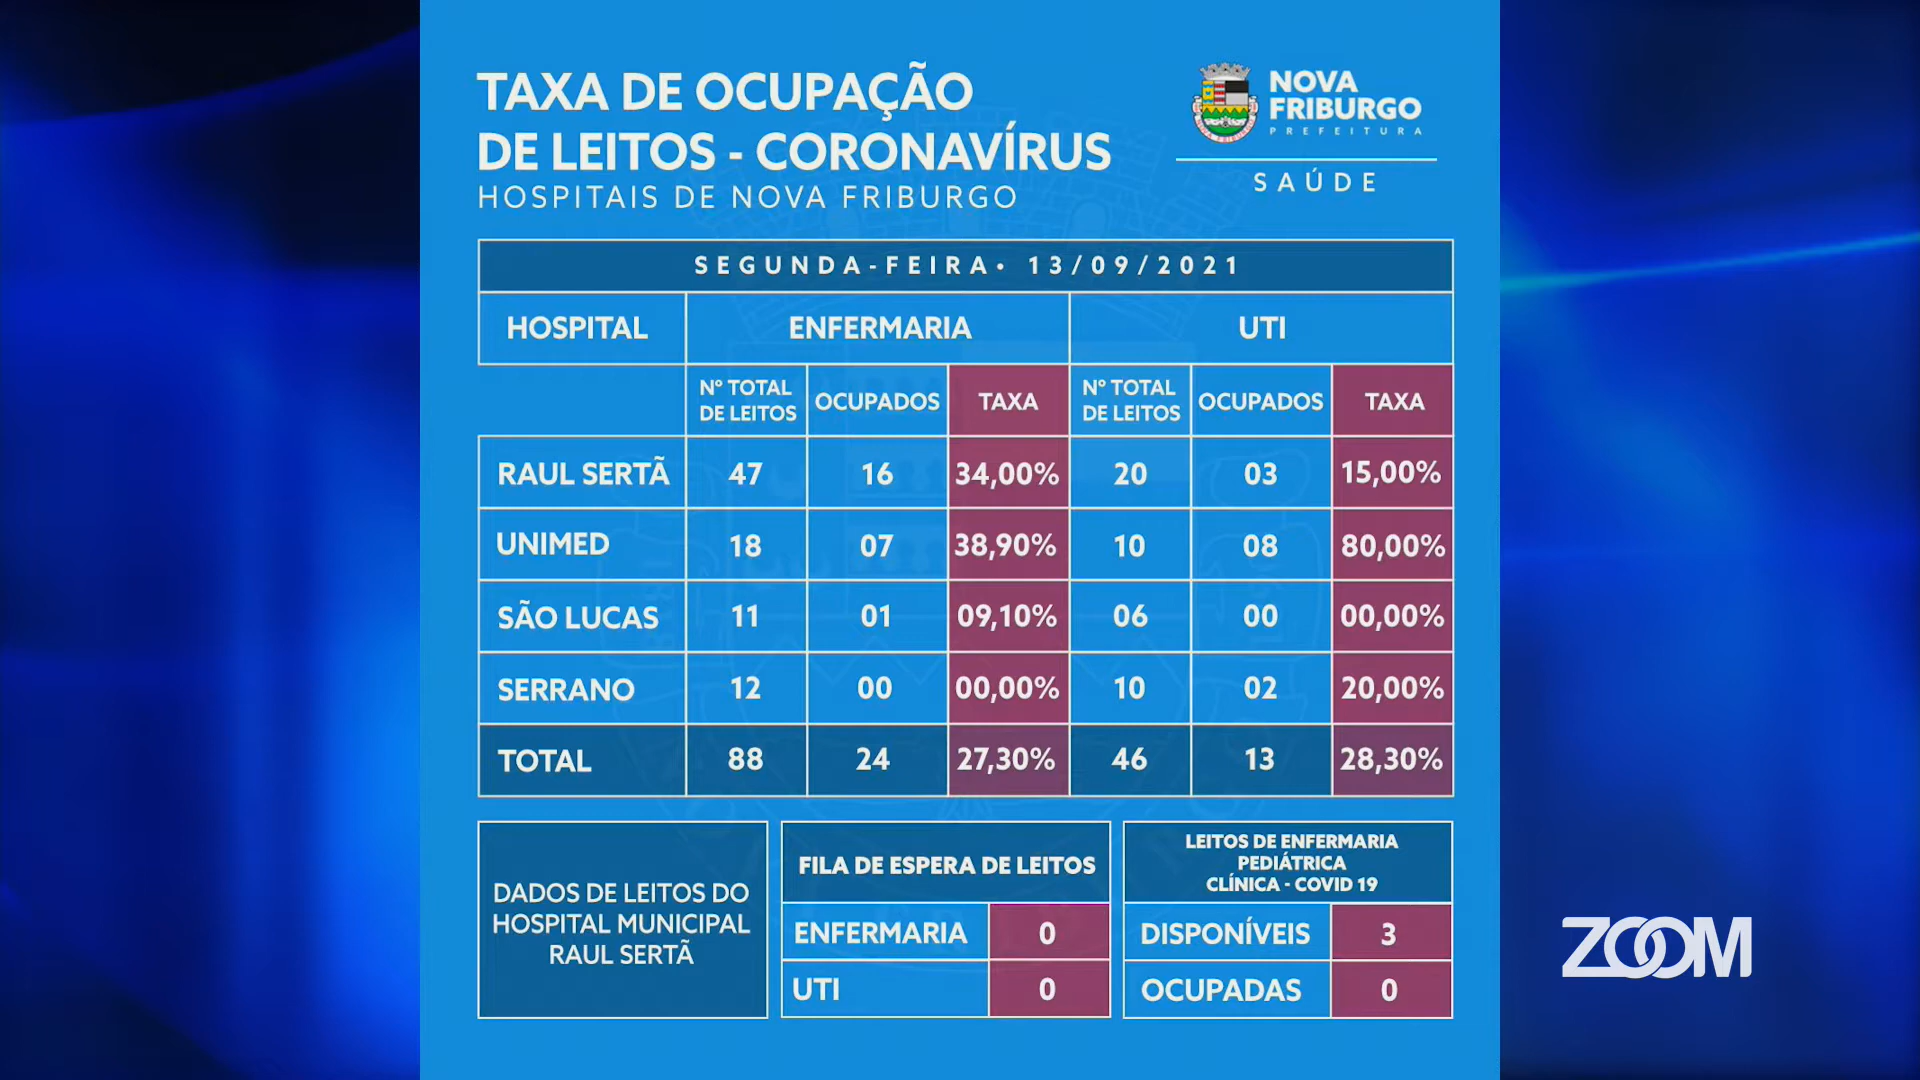 TAXA DE OCUPAÇÃO
DE LEITOS - CORONAVÍRUS
HOSPITAIS DE NOVA FRIBURGO
NOVA
FRIBURGO
PREFEITURA
SAÚDE
SEGUNDA-FEIRA• 13/09/2021
HOSPITAL ENFERMARIA UTI
Nº TOTAL DE LEITOS OCUPADOS TAXA Nº TOTAL DE LEITOS OCUPADOS TAXA
RAUL SERTÃ 47 16 34,00% 20 03 15,00%
UNIMED 18 07 38,90% 10 08 80,00%
SÃO LUCAS 11 01 09,10% 06 00 00,00%
SERRANO 12 00 00,00% 10 02 20,00%
TOTAL 88 24 27,30% 46 13 28,30%
DADOS DE LEITOS DO
HOSPITAL MUNICIPAL
RAUL SERTÃ
FILA DE ESPERA DE LEITOS
ENFERMARIA 0
UTI 0
LEITOS DE ENFERMARIA
PEDIÁTRICA
CLÍNICA - COVID 19
DISPONÍVEIS 3
OCUPADAS 0
ZOOM